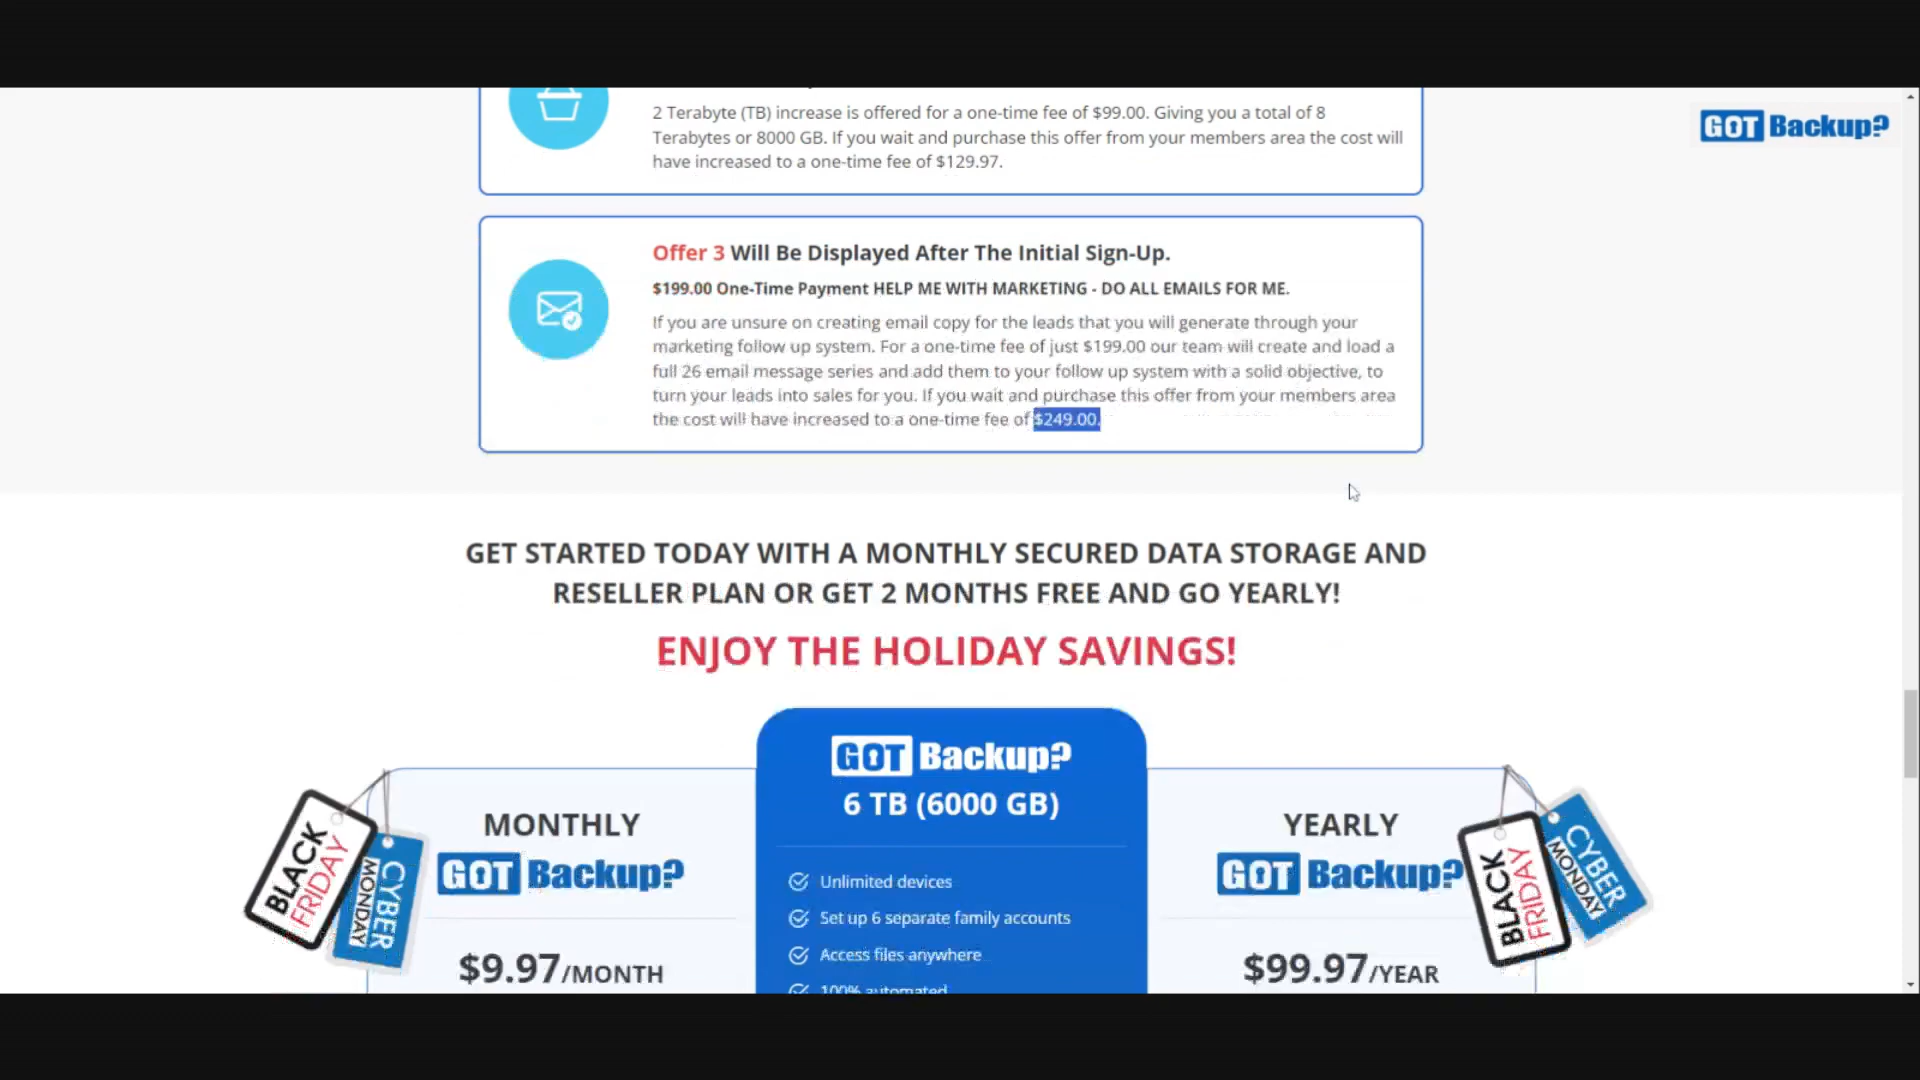 2 Terabyte (TB) increase is offered for a one-time fee of $99.00. Giving you a total of 8
Terabytes or 8000 GB. If you wait and purchase this offer from your members area the cost will
have increased to a one-time fee of $129.97.
GOT Backup?
Offer 3 Will Be Displayed After The Initial Sign-Up.
$199.00 One-Time Payment HELP ME WITH MARKETING - DO ALL EMAILS FOR ME.
If you are unsure on creating email copy for the leads that you will generate through your
marketing follow up system. For a one-time fee of just $199.00 our team will create and load a
full 26 email message series and add them to your follow up system with a solid objective, to
turn your leads into sales for you. If you wait and purchase this offer from your members area
the cost will have increased to a one-time fee of $249.00.
GET STARTED TODAY WITH A MONTHLY SECURED DATA STORAGE AND
RESELLER PLAN OR GET 2 MONTHS FREE AND GO YEARLY!
ENJOY THE HOLIDAY SAVINGS!
BLACK
FRIDAY
CYBER
MONDAY
MONTHLY
GOT Backup?
$9.97/MONTH
GOT Backup?
6 TB (6000 GB)
Unlimited devices
Set up 6 separate family accounts
Access files anywhere
100% automated
YEARLY
GOT Backup?
$99.97/YEAR
BLACK
FRIDAY
CYBER
MONDAY